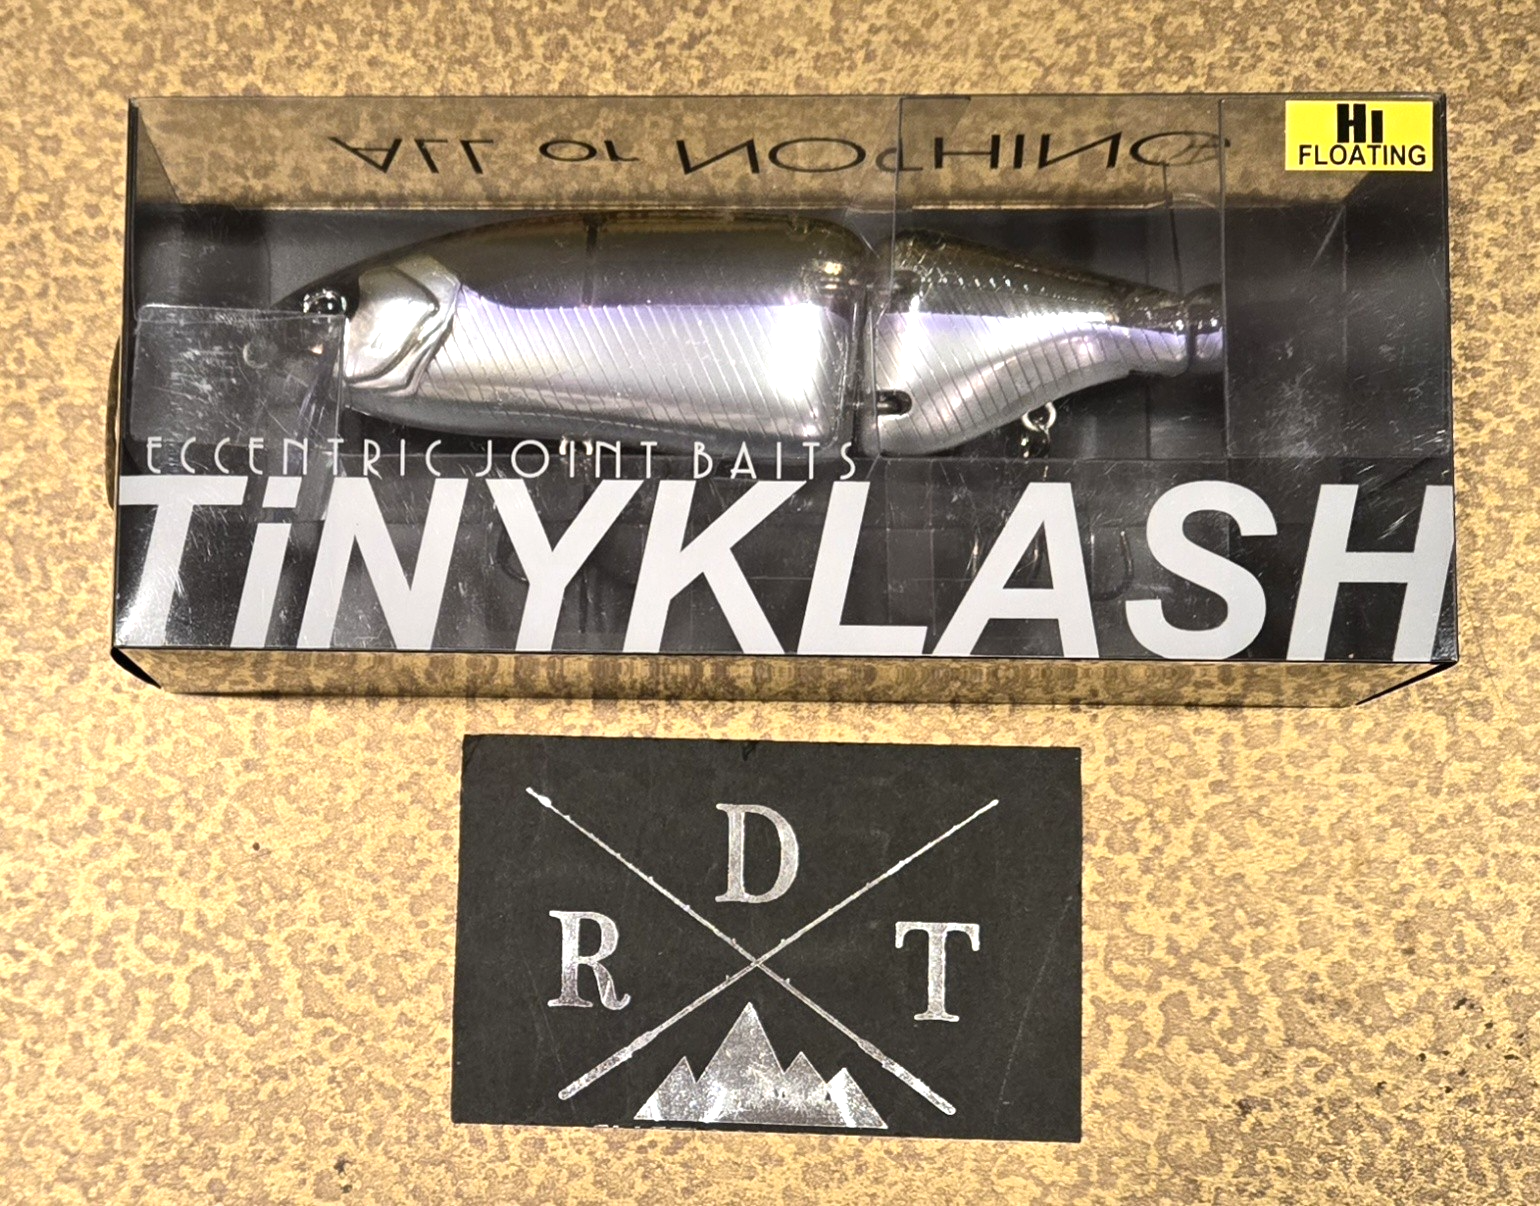 ALL or NOTHING
Hi
FLOATING
ECCENTRIC JOINT BAITS
TiNYKLASH
D
R T